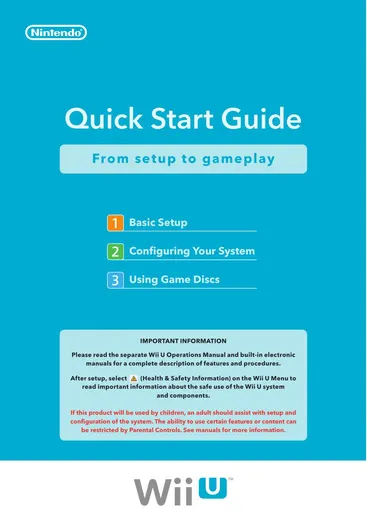 Nintendo
Quick Start Guide
From setup to gameplay
1 Basic Setup
2 Configuring Your System
3 Using Game Discs
IMPORTANT INFORMATION
Please read the separate Wii U Operations Manual and built-in electronic
manuals for a complete description of features and procedures.
After setup, select (Health & Safety Information) on the Wii U Menu to
read important information about the safe use of the Wii U system
and components.
If this product will be used by children, an adult should assist with setup and
configuration of the system. The ability to use certain features or content can
be restricted by Parental Controls. See manuals for more information.
Wii U™